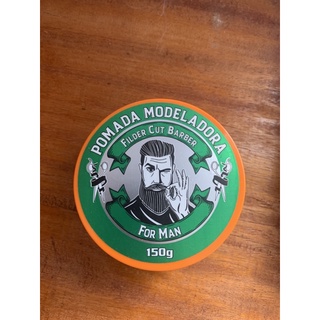 POMADA MODELADORA
FILDER CUT BARBER
FOR MAN
150g